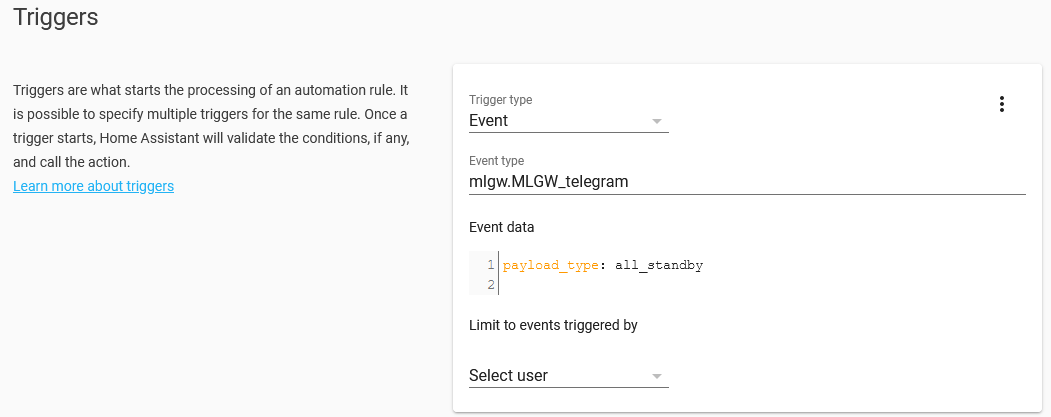 Triggers
Triggers are what starts the processing of an automation rule. It
is possible to specify multiple triggers for the same rule. Once a
trigger starts, Home Assistant will validate the conditions, if any,
and call the action.
Learn more about triggers
Trigger type
Event
Event type
mlgw.MLGW_telegram
Event data
1 payload_type: all_standby
2
Limit to events triggered by
Select user